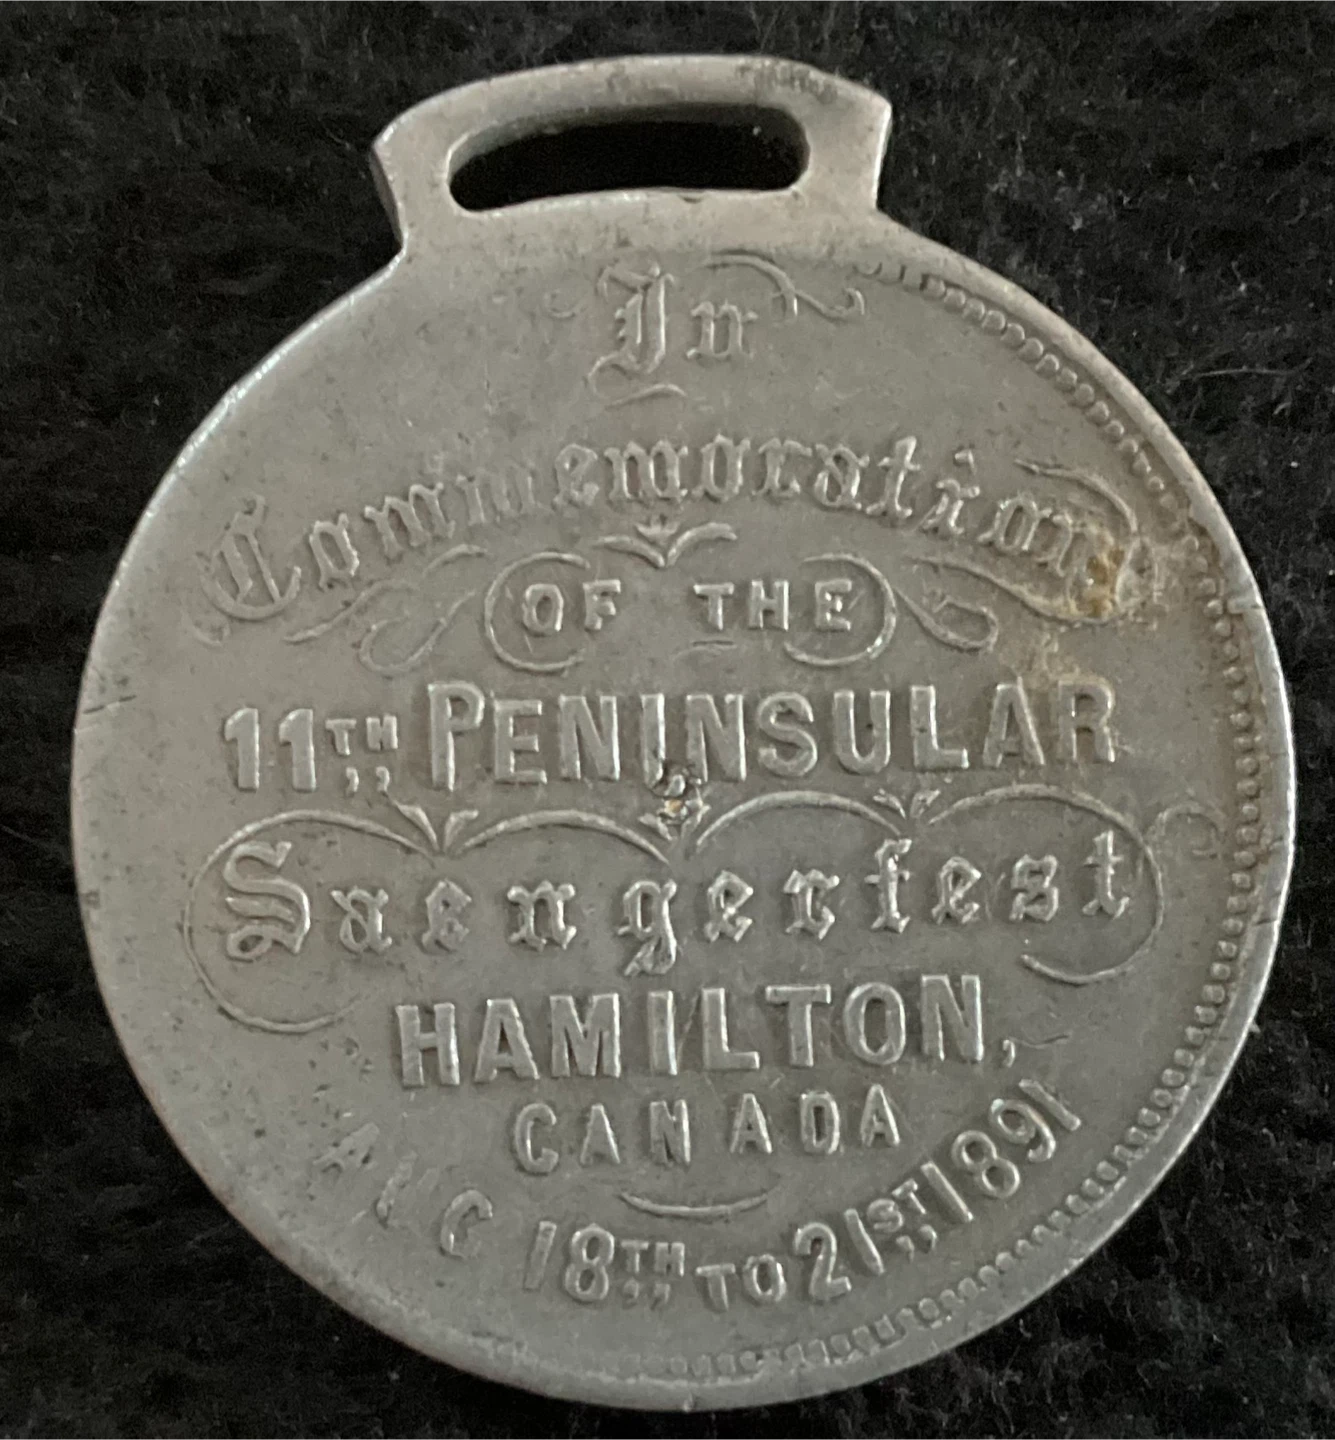 In
Commemoration
OF THE
11TH PENINSULAR
Saengerfest
HAMILTON,
CANADA
AUG 18TH TO 21ST 1891